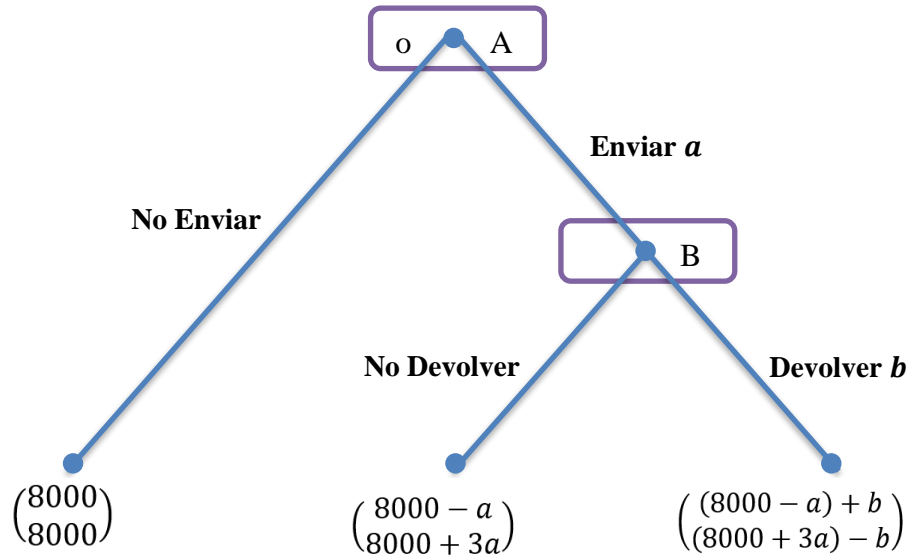 o A
Enviar a
No Enviar
B
No Devolver
Devolver b
(8000
8000)
(8000 − a
8000 + 3a)
((8000 − a) + b
(8000 + 3a) − b)